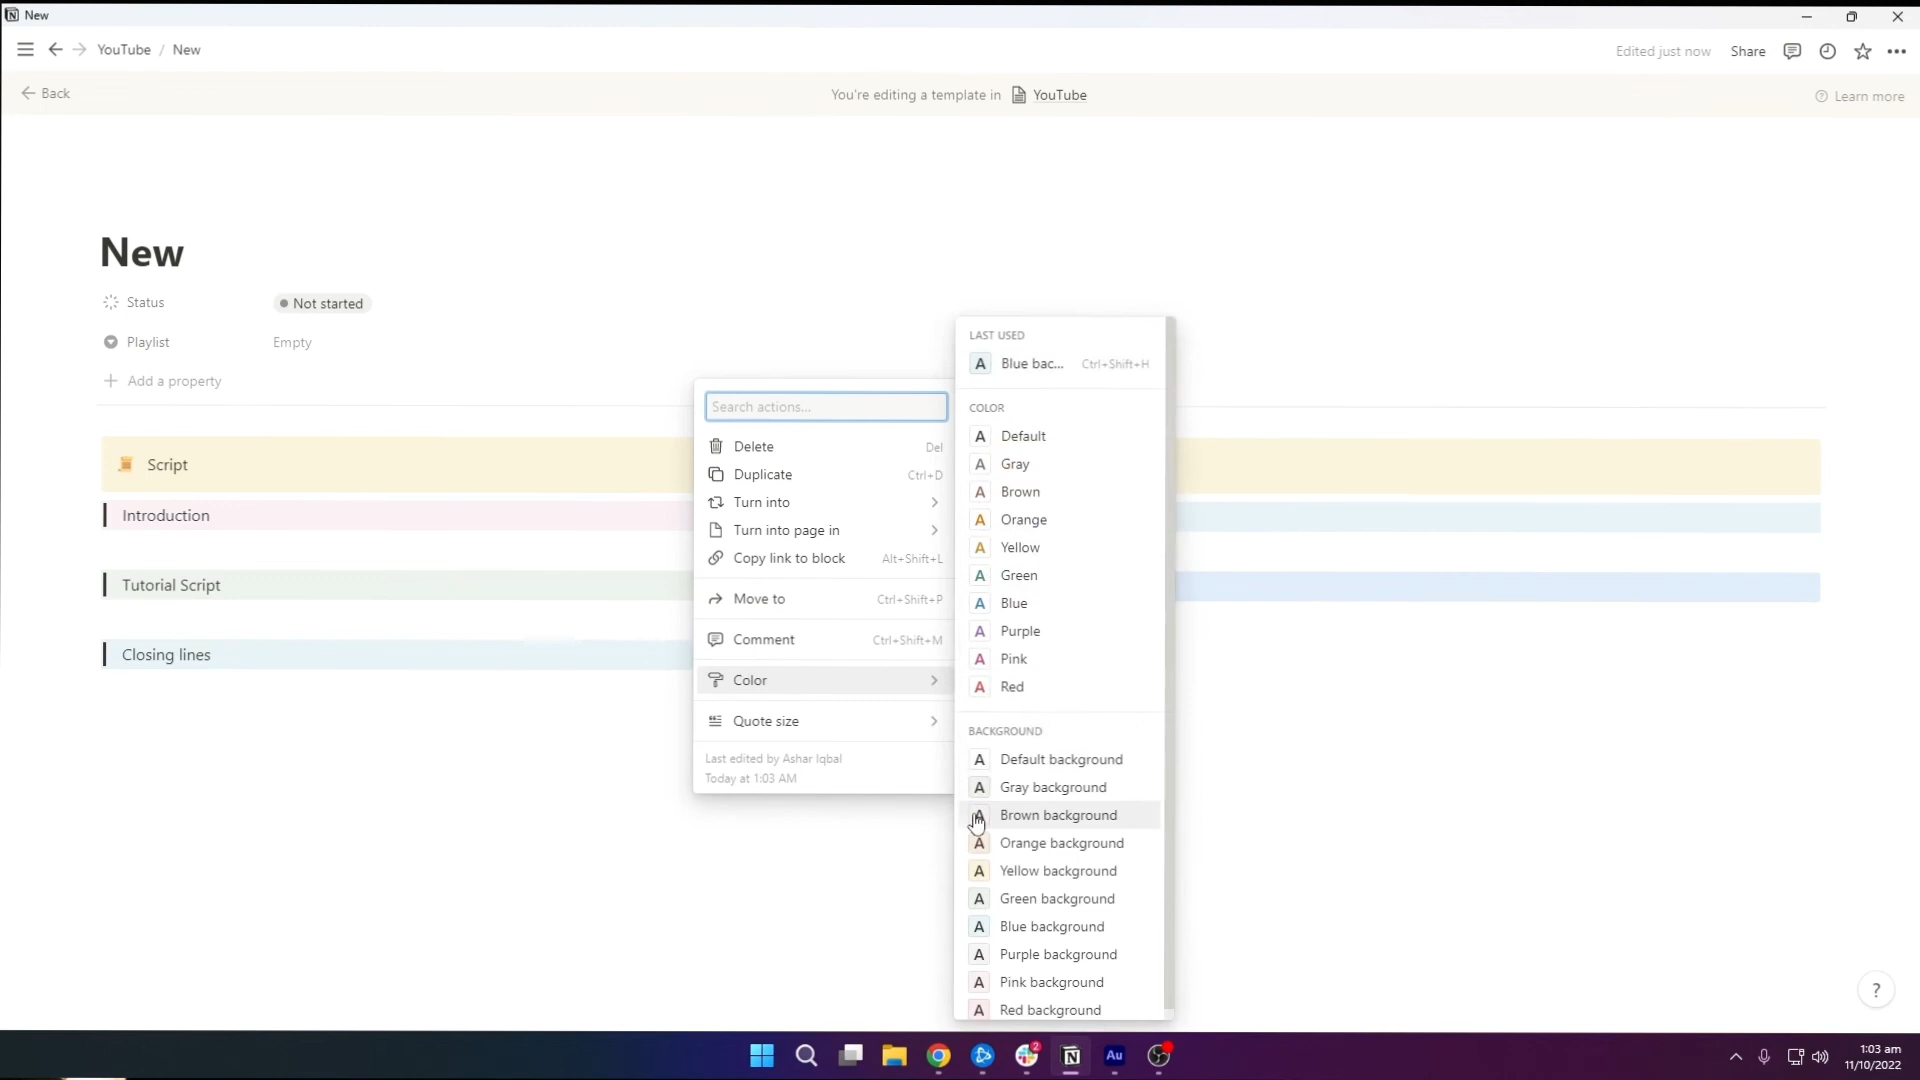 New
YouTube / New
Edited just now
Share
Back
You're editing a template in YouTube
Learn more
New
Status
Not started
Playlist
Empty
Add a property
Script
Introduction
Tutorial Script
Closing lines
Search actions...
Delete Del
Duplicate Ctrl+D
Turn into
Turn into page in
Copy link to block Alt+Shift+L
Move to Ctrl+Shift+P
Comment Ctrl+Shift+M
Color
Quote size
Last edited by Ashar Iqbal
Today at 1:03 AM
LAST USED
A Blue bac... Ctrl+Shift+H
COLOR
A Default
A Gray
A Brown
A Orange
A Yellow
A Green
A Blue
A Purple
A Pink
A Red
BACKGROUND
A Default background
A Gray background
A Brown background
A Orange background
A Yellow background
A Green background
A Blue background
A Purple background
A Pink background
A Red background
?
2
Au
1:03 am
11/10/2022